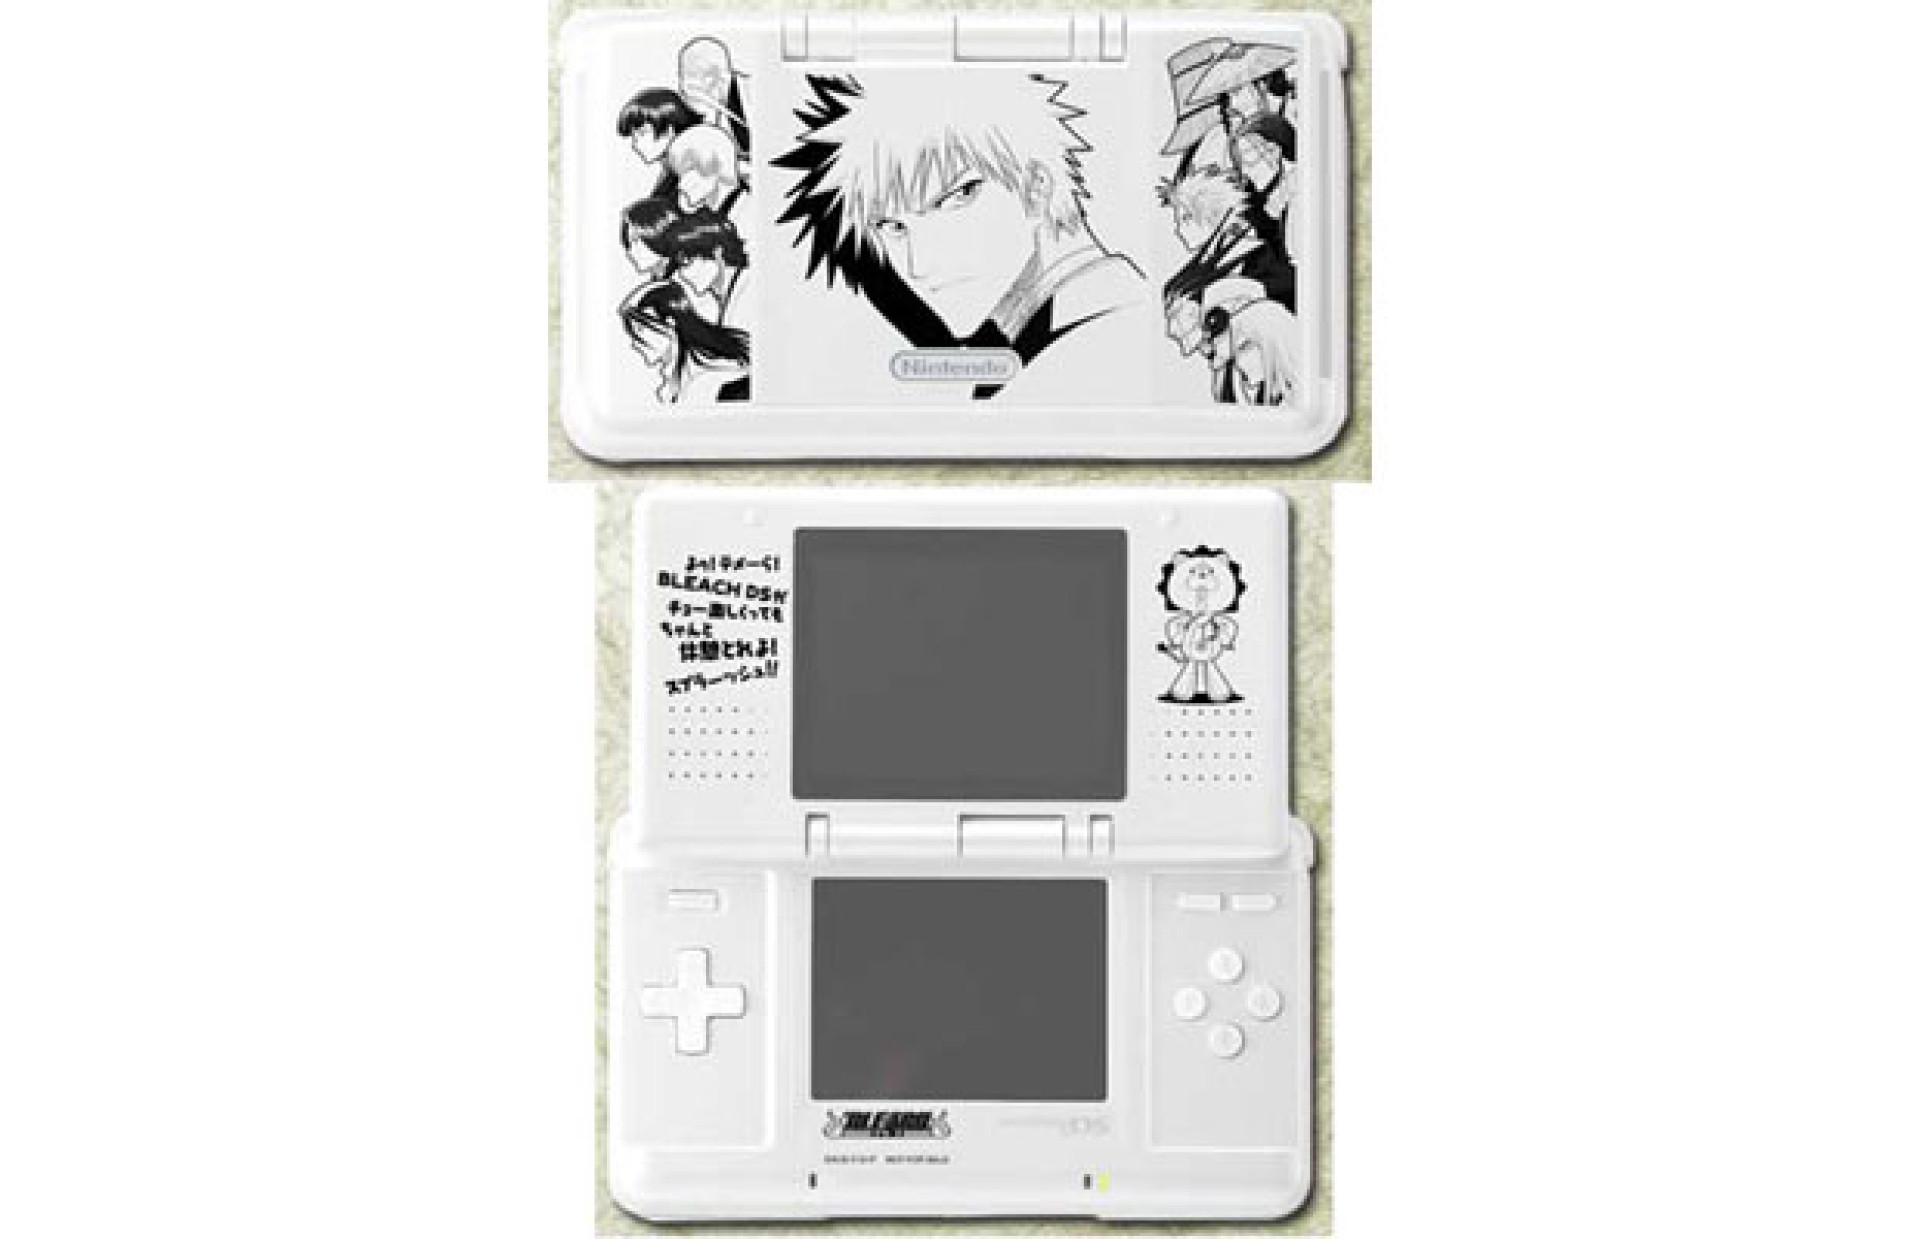 Nintendo
よっ!テメーら!
BLEACH DSが
チョー楽しくっても
ちゃんと
休憩とれよ!
スプラーッシュ!!
BLEACH
DS